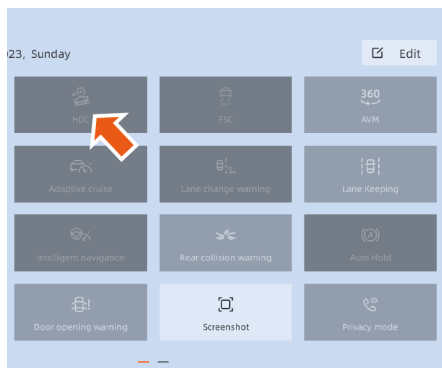 23, Sunday
Edit
HDC
ESC
360
AVM
Adaptive cruise
Lane change warning
Lane Keeping
Intelligent navigation
Rear collision warning
(A)
Auto Hold
Door opening warning
Screenshot
Privacy mode